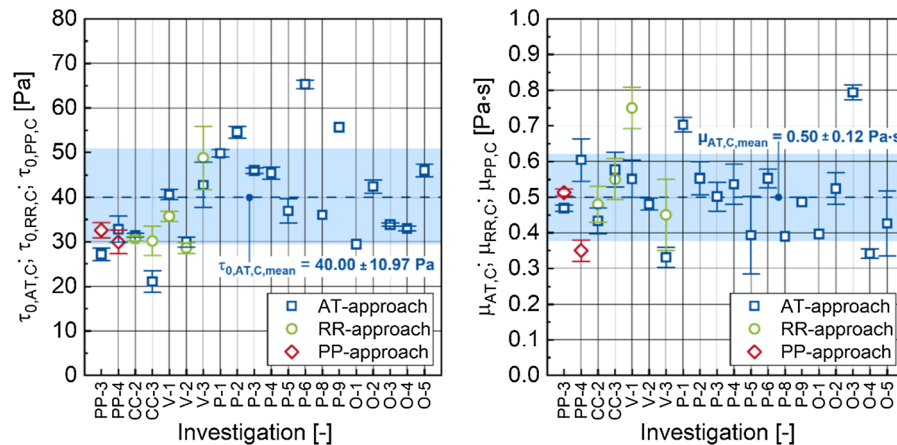 τ0,AT,C; τ0,RR,C; τ0,PP,C [Pa]
80
70
60
50
40
30
20
10
0
τ0,AT,C,mean = 40.00 ± 10.97 Pa
AT-approach
RR-approach
PP-approach
PP-3
PP-4
CC-2
CC-3
V-1
V-2
V-3
P-1
P-2
P-3
P-4
P-5
P-6
P-8
P-9
O-1
O-2
O-3
O-4
O-5
Investigation [-]
μAT,C; μRR,C; μPP,C [Pa·s]
1.0
0.9
0.8
0.7
0.6
0.5
0.4
0.3
0.2
0.1
0.0
μAT,C,mean = 0.50 ± 0.12 Pa·s
AT-approach
RR-approach
PP-approach
PP-3
PP-4
CC-2
CC-3
V-1
V-2
V-3
P-1
P-2
P-3
P-4
P-5
P-6
P-8
P-9
O-1
O-2
O-3
O-4
O-5
Investigation [-]